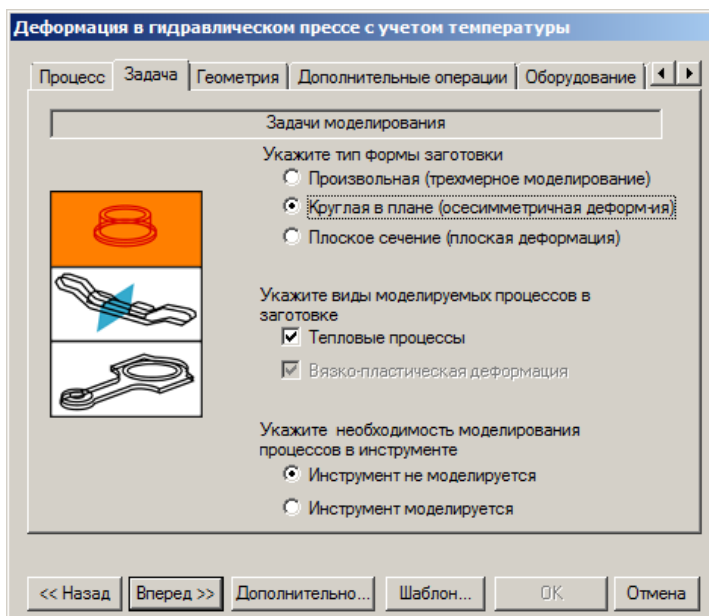 Деформация в гидравлическом прессе с учетом температуры
Процесс Задача Геометрия Дополнительные операции Оборудование
Задачи моделирования
Укажите тип формы заготовки
Произвольная (трехмерное моделирование)
Круглая в плане (осесимметричная деформ-ия)
Плоское сечение (плоская деформация)
Укажите виды моделируемых процессов в
заготовке
Тепловые процессы
Вязко-пластическая деформация
Укажите необходимость моделирования
процессов в инструменте
Инструмент не моделируется
Инструмент моделируется
<< Назад Вперед >> Дополнительно... Шаблон... OK Отмена